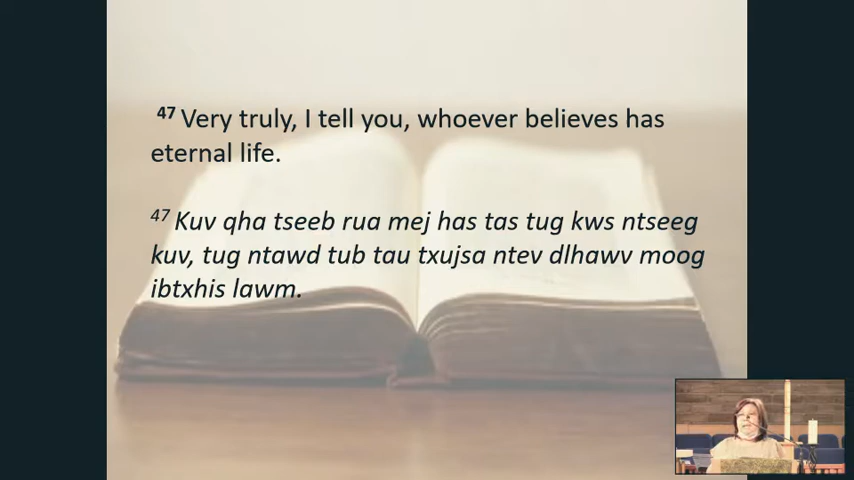 47 Very truly, I tell you, whoever believes has
eternal life.
47 Kuv qha tseeb rua mej has tas tug kws ntseeg
kuv, tug ntawd tub tau txujsa ntev dlhawv moog
ibtxhis lawm.